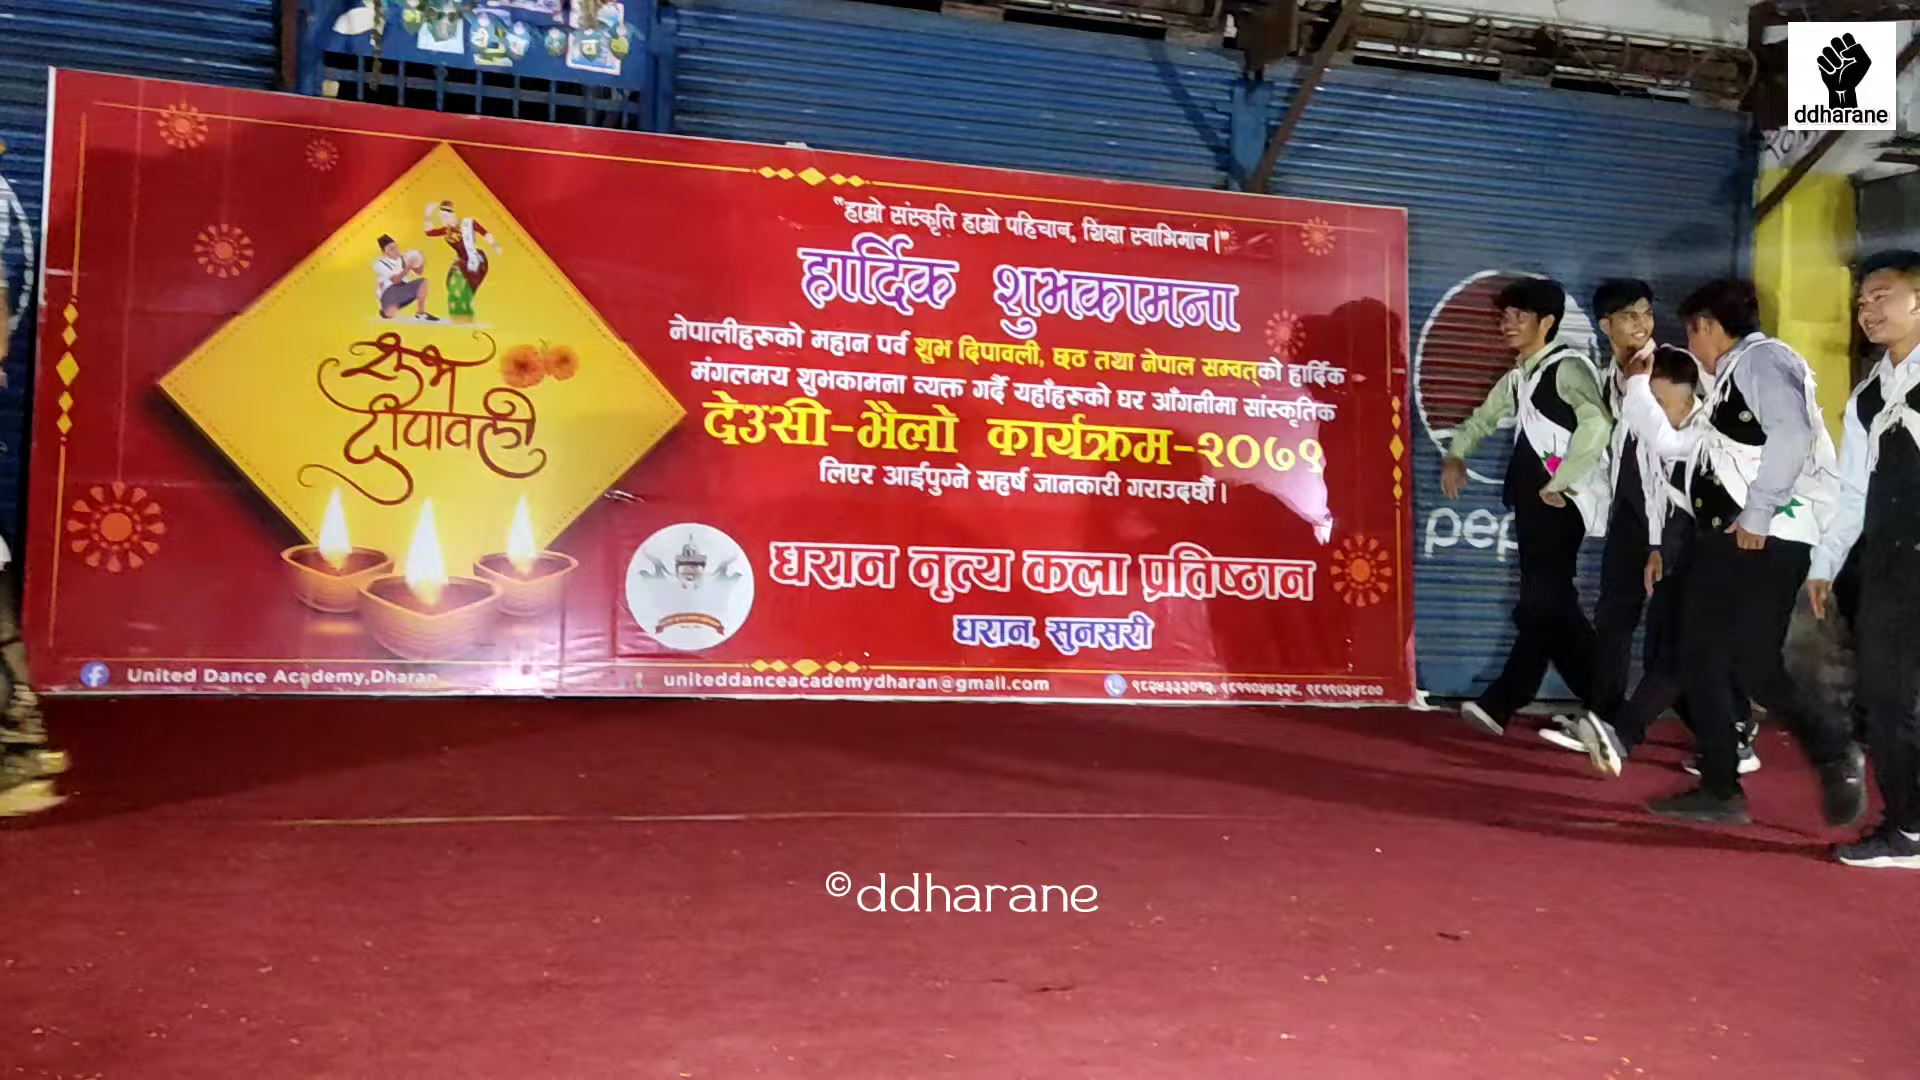 ddharane
"हाम्रो संस्कृति हाम्रो पहिचान, शिक्षा स्वाभिमान।"
हार्दिक शुभकामना
नेपालीहरूको महान पर्व शुभ दिपावली, छठ तथा नेपाल सम्वत्‌को हार्दिक
मंगलमय शुभकामना व्यक्त गर्दै यहाँहरूको घर आँगनीमा सांस्कृतिक
देउसी-भैलो कार्यक्रम-२०७९
लिएर आईपुग्ने सहर्ष जानकारी गराउदछौं।
शुभ
दीपावली
धरान नृत्य कला प्रतिष्ठान
धरान, सुनसरी
United Dance Academy,Dharan
uniteddanceacademydharan@gmail.com
pep
©ddharane